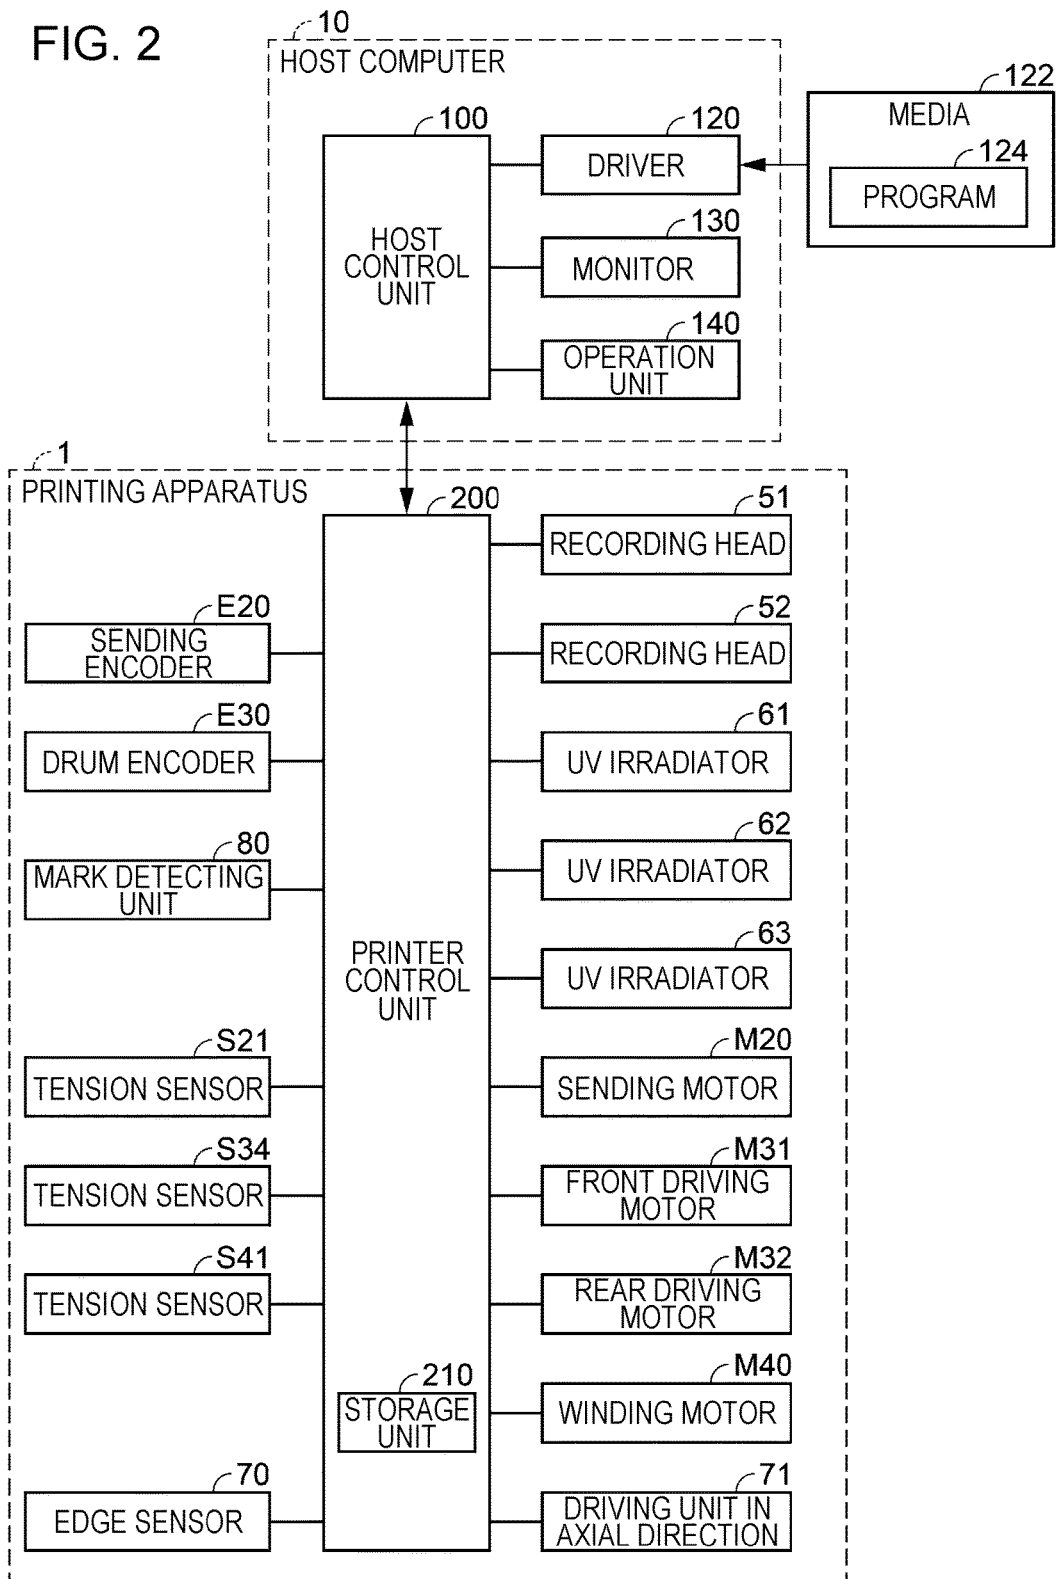 FIG. 2
10
HOST COMPUTER
100
HOST
CONTROL
UNIT
120
DRIVER
130
MONITOR
140
OPERATION
UNIT
122
MEDIA
124
PROGRAM
1
PRINTING APPARATUS
200
PRINTER
CONTROL
UNIT
210
STORAGE
UNIT
E20
SENDING
ENCODER
E30
DRUM ENCODER
80
MARK DETECTING
UNIT
S21
TENSION SENSOR
S34
TENSION SENSOR
S41
TENSION SENSOR
70
EDGE SENSOR
51
RECORDING HEAD
52
RECORDING HEAD
61
UV IRRADIATOR
62
UV IRRADIATOR
63
UV IRRADIATOR
M20
SENDING MOTOR
M31
FRONT DRIVING
MOTOR
M32
REAR DRIVING
MOTOR
M40
WINDING MOTOR
71
DRIVING UNIT IN
AXIAL DIRECTION